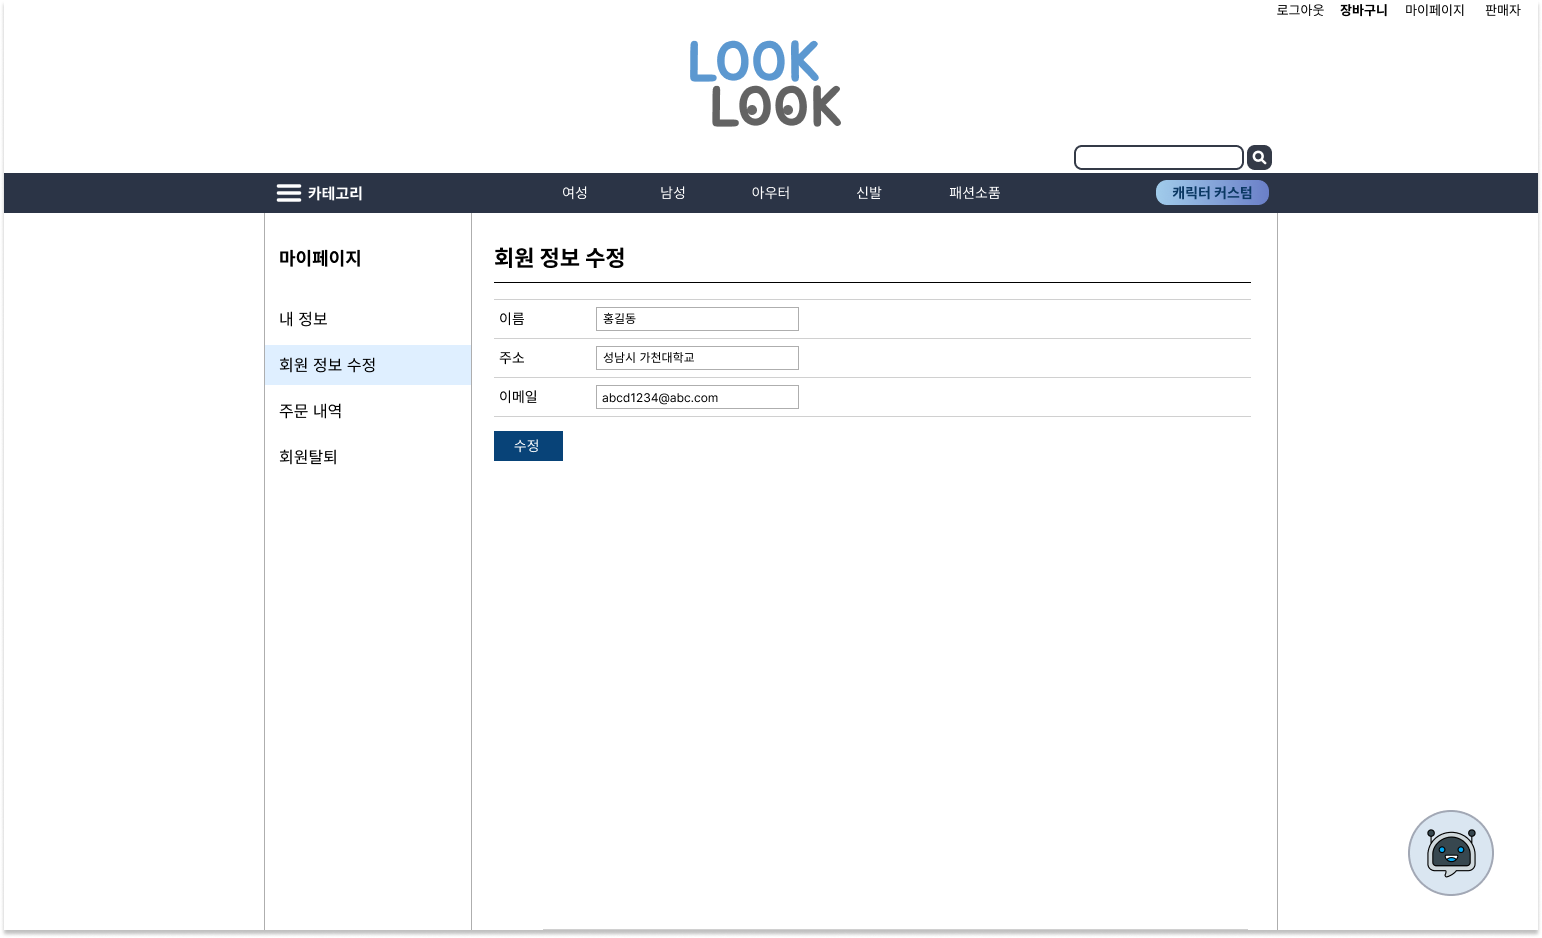 로그아웃 장바구니 마이페이지 판매자
LOOK
LOOK
카테고리 여성 남성 아우터 신발 패션소품 캐릭터 커스텀
마이페이지
내 정보
회원 정보 수정
주문 내역
회원탈퇴
회원 정보 수정
이름 홍길동
주소 성남시 가천대학교
이메일 abcd1234@abc.com
수정